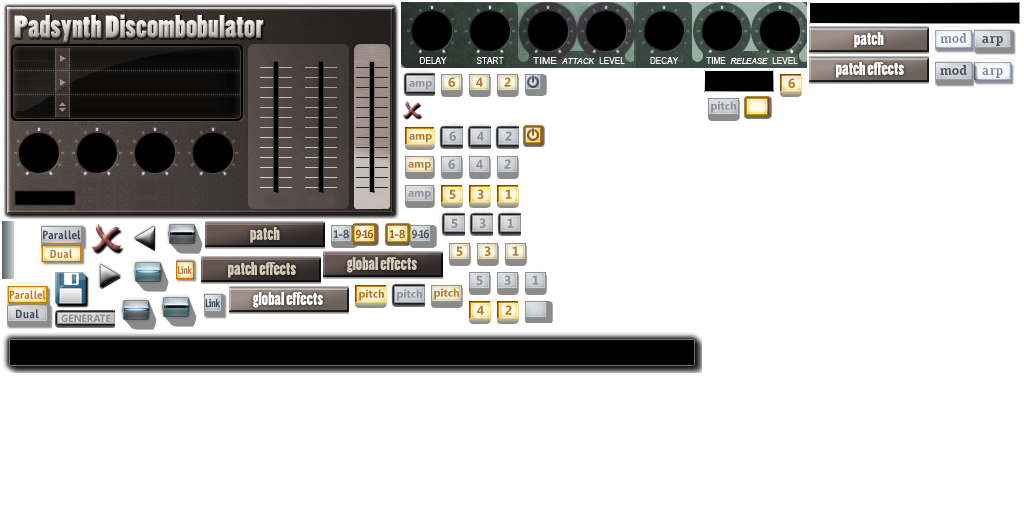 Padsynth Discombobulator
DELAY START TIME ATTACK LEVEL DECAY TIME RELEASE LEVEL
patch mod arp
patch effects mod arp
amp 6 4 2 6
pitch
amp 6 4 2
amp 6 4 2
amp 5 3 1
5 3 1
Parallel patch 1-8 9-16 1-8 9-16
Dual 5 3 1
patch effects global effects
Link
5 3 1
Parallel global effects pitch pitch pitch
Link
Dual GENERATE 4 2